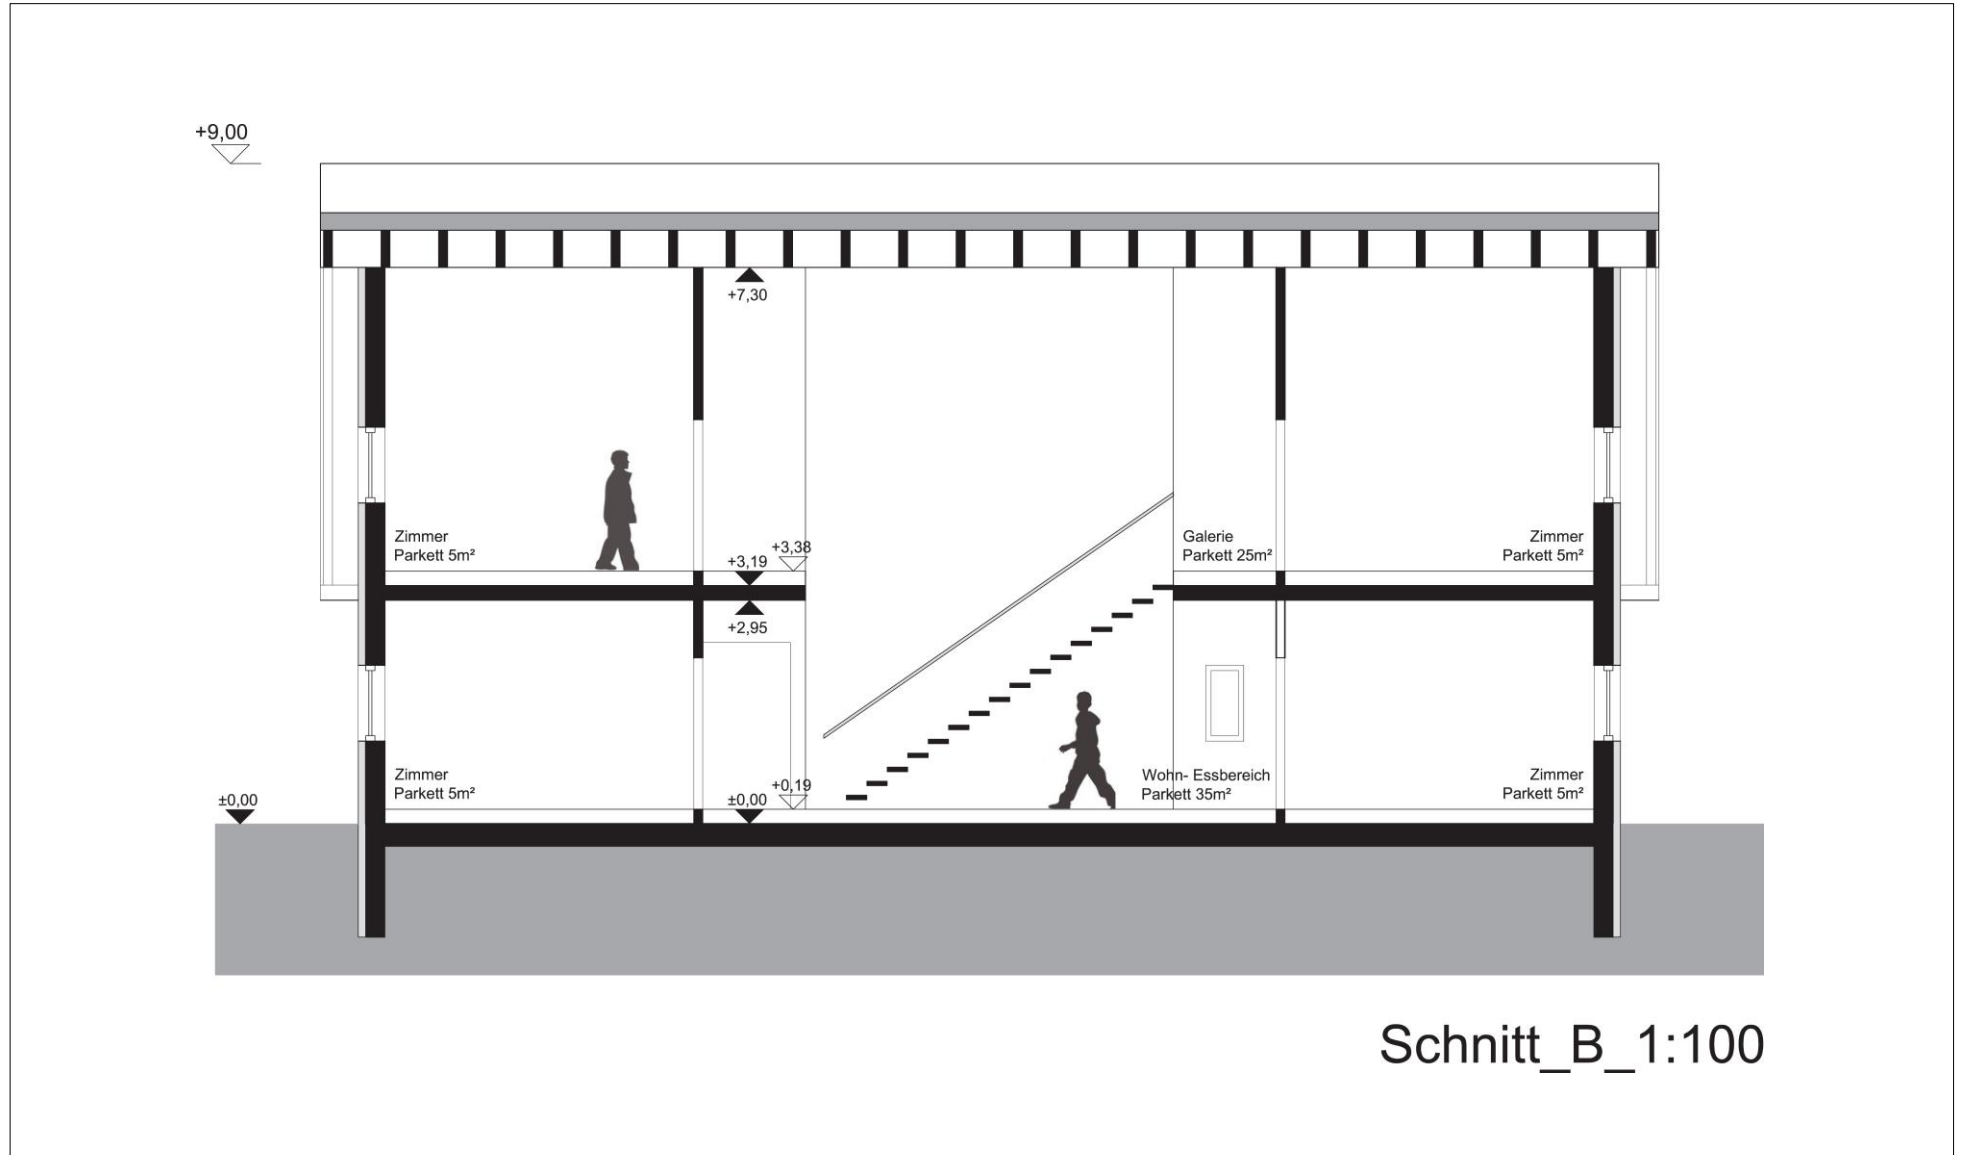 +9,00
+7,30
Zimmer
Parkett 5m²
+3,38
+3,19
Galerie
Parkett 25m²
Zimmer
Parkett 5m²
+2,95
Zimmer
Parkett 5m²
+0,19
±0,00
Wohn- Essbereich
Parkett 35m²
Zimmer
Parkett 5m²
±0,00
Schnitt_B_1:100